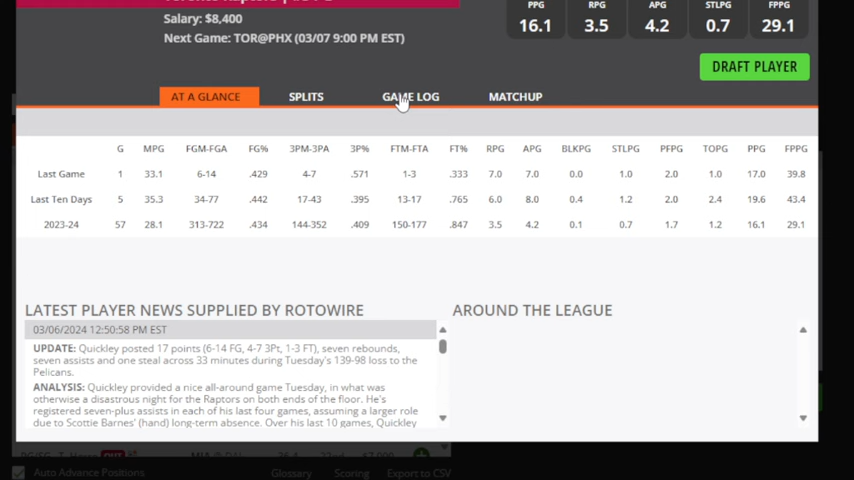 PPG RPG APG STLPG FPPG
Salary: $8,400
16.1 3.5 4.2 0.7 29.1
Next Game: TOR@PHX (03/07 9:00 PM EST)
DRAFT PLAYER
AT A GLANCE SPLITS GAME LOG MATCHUP
G MPG FGM-FGA FG% 3PM-3PA 3P% FTM-FTA FT% RPG APG BLKPG STLPG PFPG TOPG PPG FPPG
Last Game 1 33.1 6-14 .429 4-7 .571 1-3 .333 7.0 7.0 0.0 1.0 2.0 1.0 17.0 39.8
Last Ten Days 5 35.3 34-77 .442 17-43 .395 13-17 .765 6.0 8.0 0.4 1.2 2.0 2.4 19.6 43.4
2023-24 57 28.1 313-722 .434 144-352 .409 150-177 .847 3.5 4.2 0.1 0.7 1.7 1.2 16.1 29.1
LATEST PLAYER NEWS SUPPLIED BY ROTOWIRE
AROUND THE LEAGUE
03/06/2024 12:50:58 PM EST
UPDATE: Quickley posted 17 points (6-14 FG, 4-7 3Pt, 1-3 FT), seven rebounds,
seven assists and one steal across 33 minutes during Tuesday's 139-98 loss to the
Pelicans.
ANALYSIS: Quickley provided a nice all-around game Tuesday, in what was
otherwise a disastrous night for the Raptors on both ends of the floor. He's
registered seven-plus assists in each of his last four games, assuming a larger role
due to Scottie Barnes' (hand) long-term absence. Over his last 10 games, Quickley
Auto Advance Positions Glossary Scoring Export to CSV